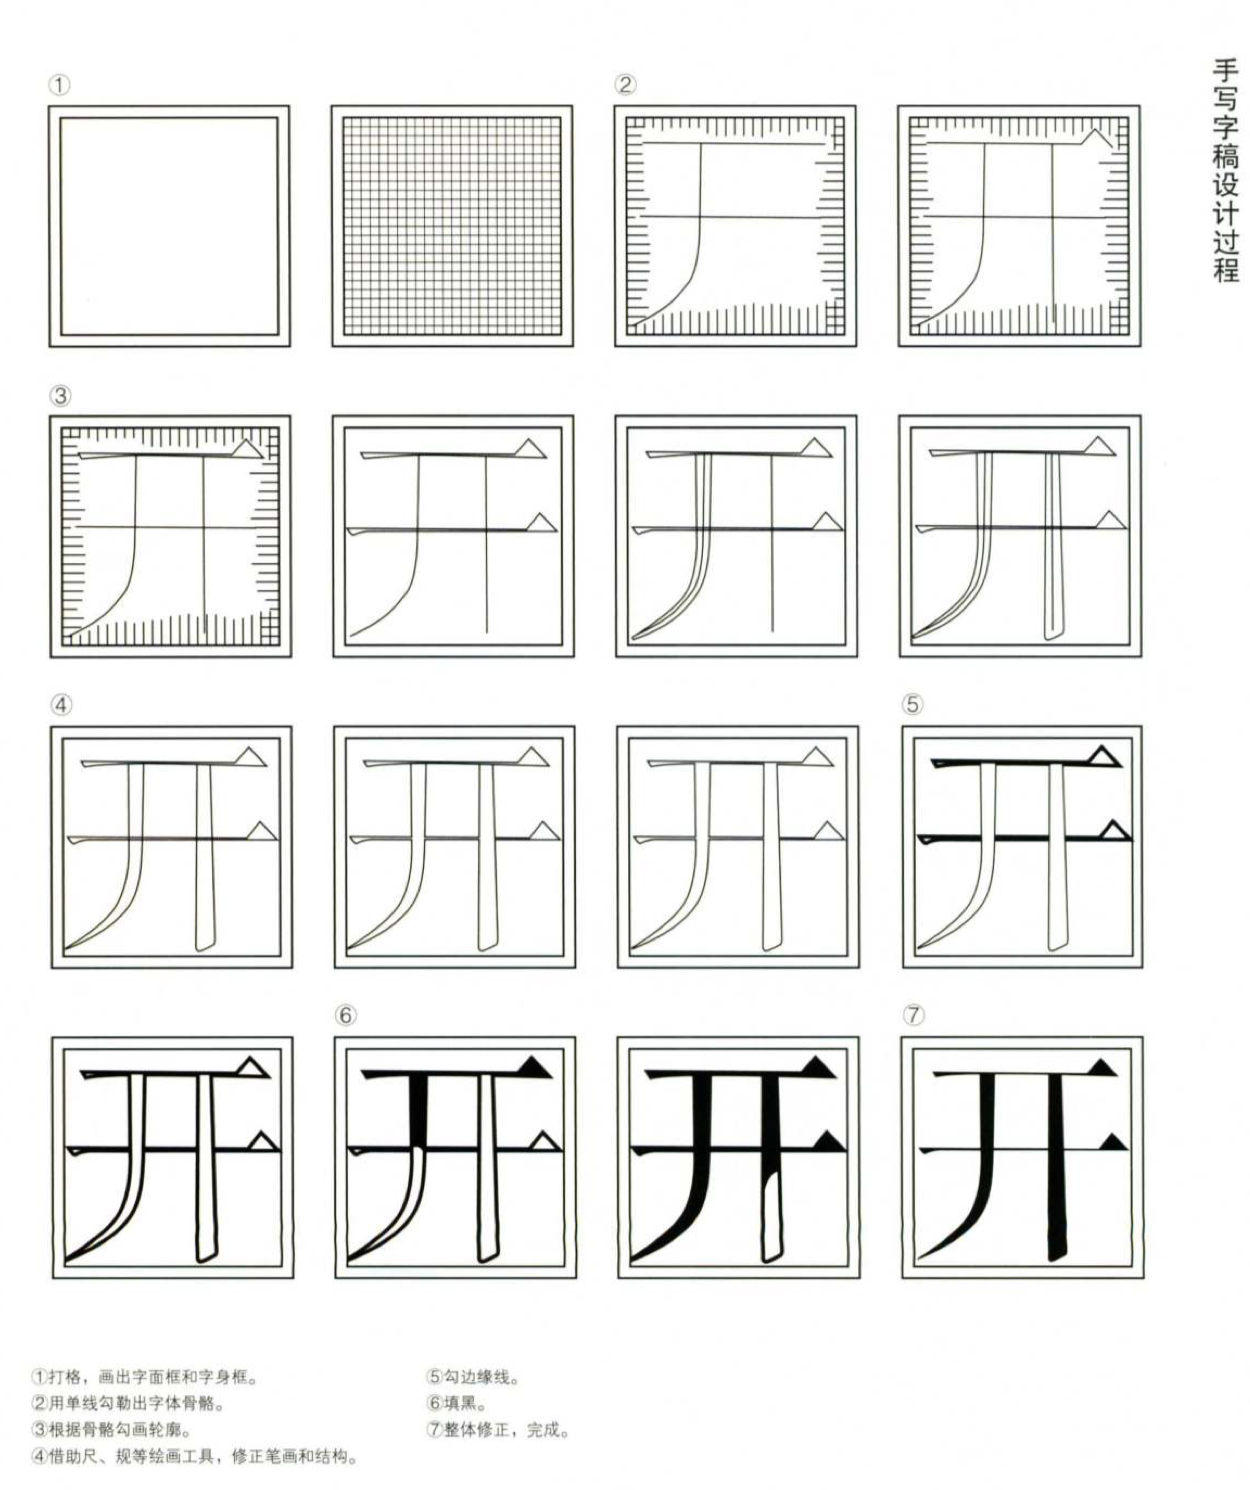 手写字稿设计过程
①
②
③
④
⑤
⑥
⑦
①打格，画出字面框和字身框。
②用单线勾勒出字体骨骼。
③根据骨骼勾画轮廓。
④借助尺、规等绘画工具，修正笔画和结构。
⑤勾边缘线。
⑥填黑。
⑦整体修正，完成。
开